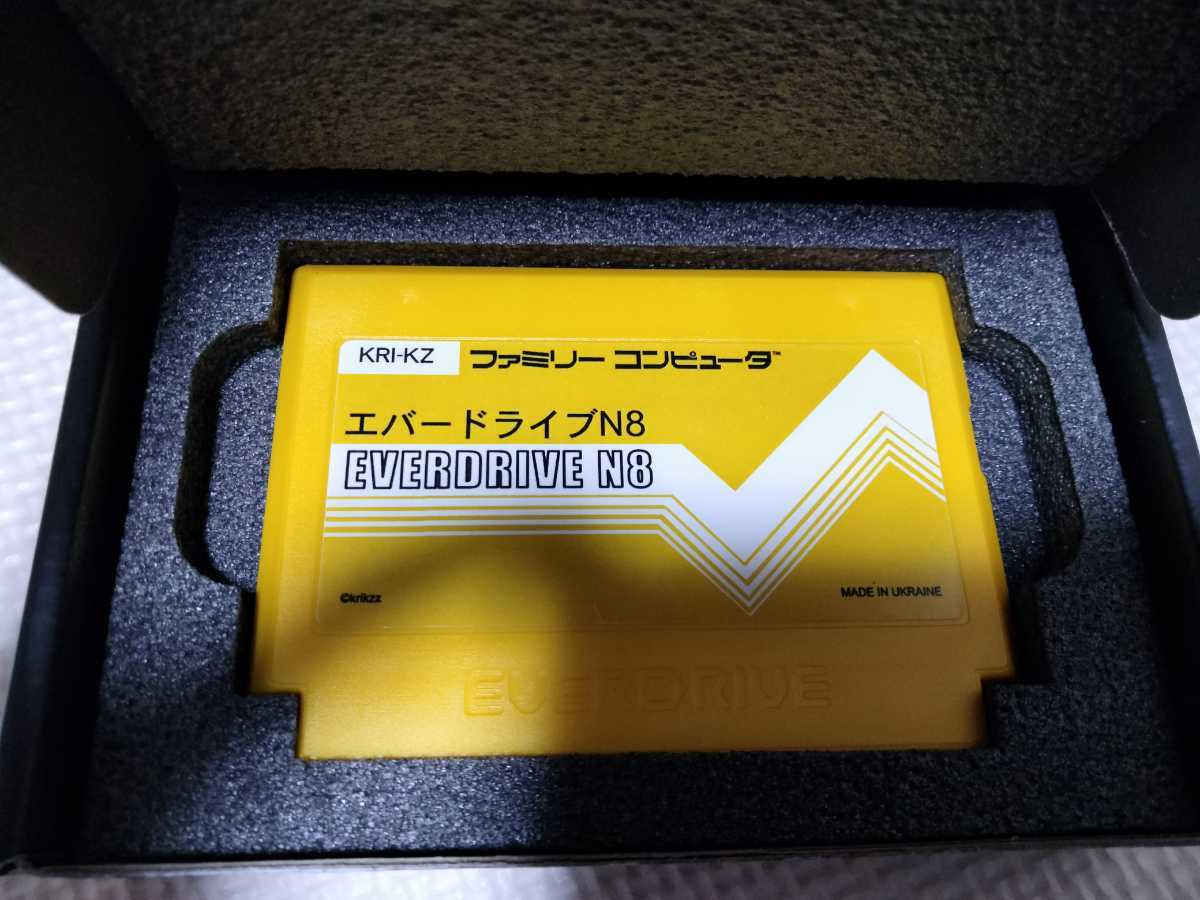 KRI-KZ
ファミリー コンピュータ™
エバードライブN8
EVERDRIVE N8
©krikzz
MADE IN UKRAINE
EVERDRIVE